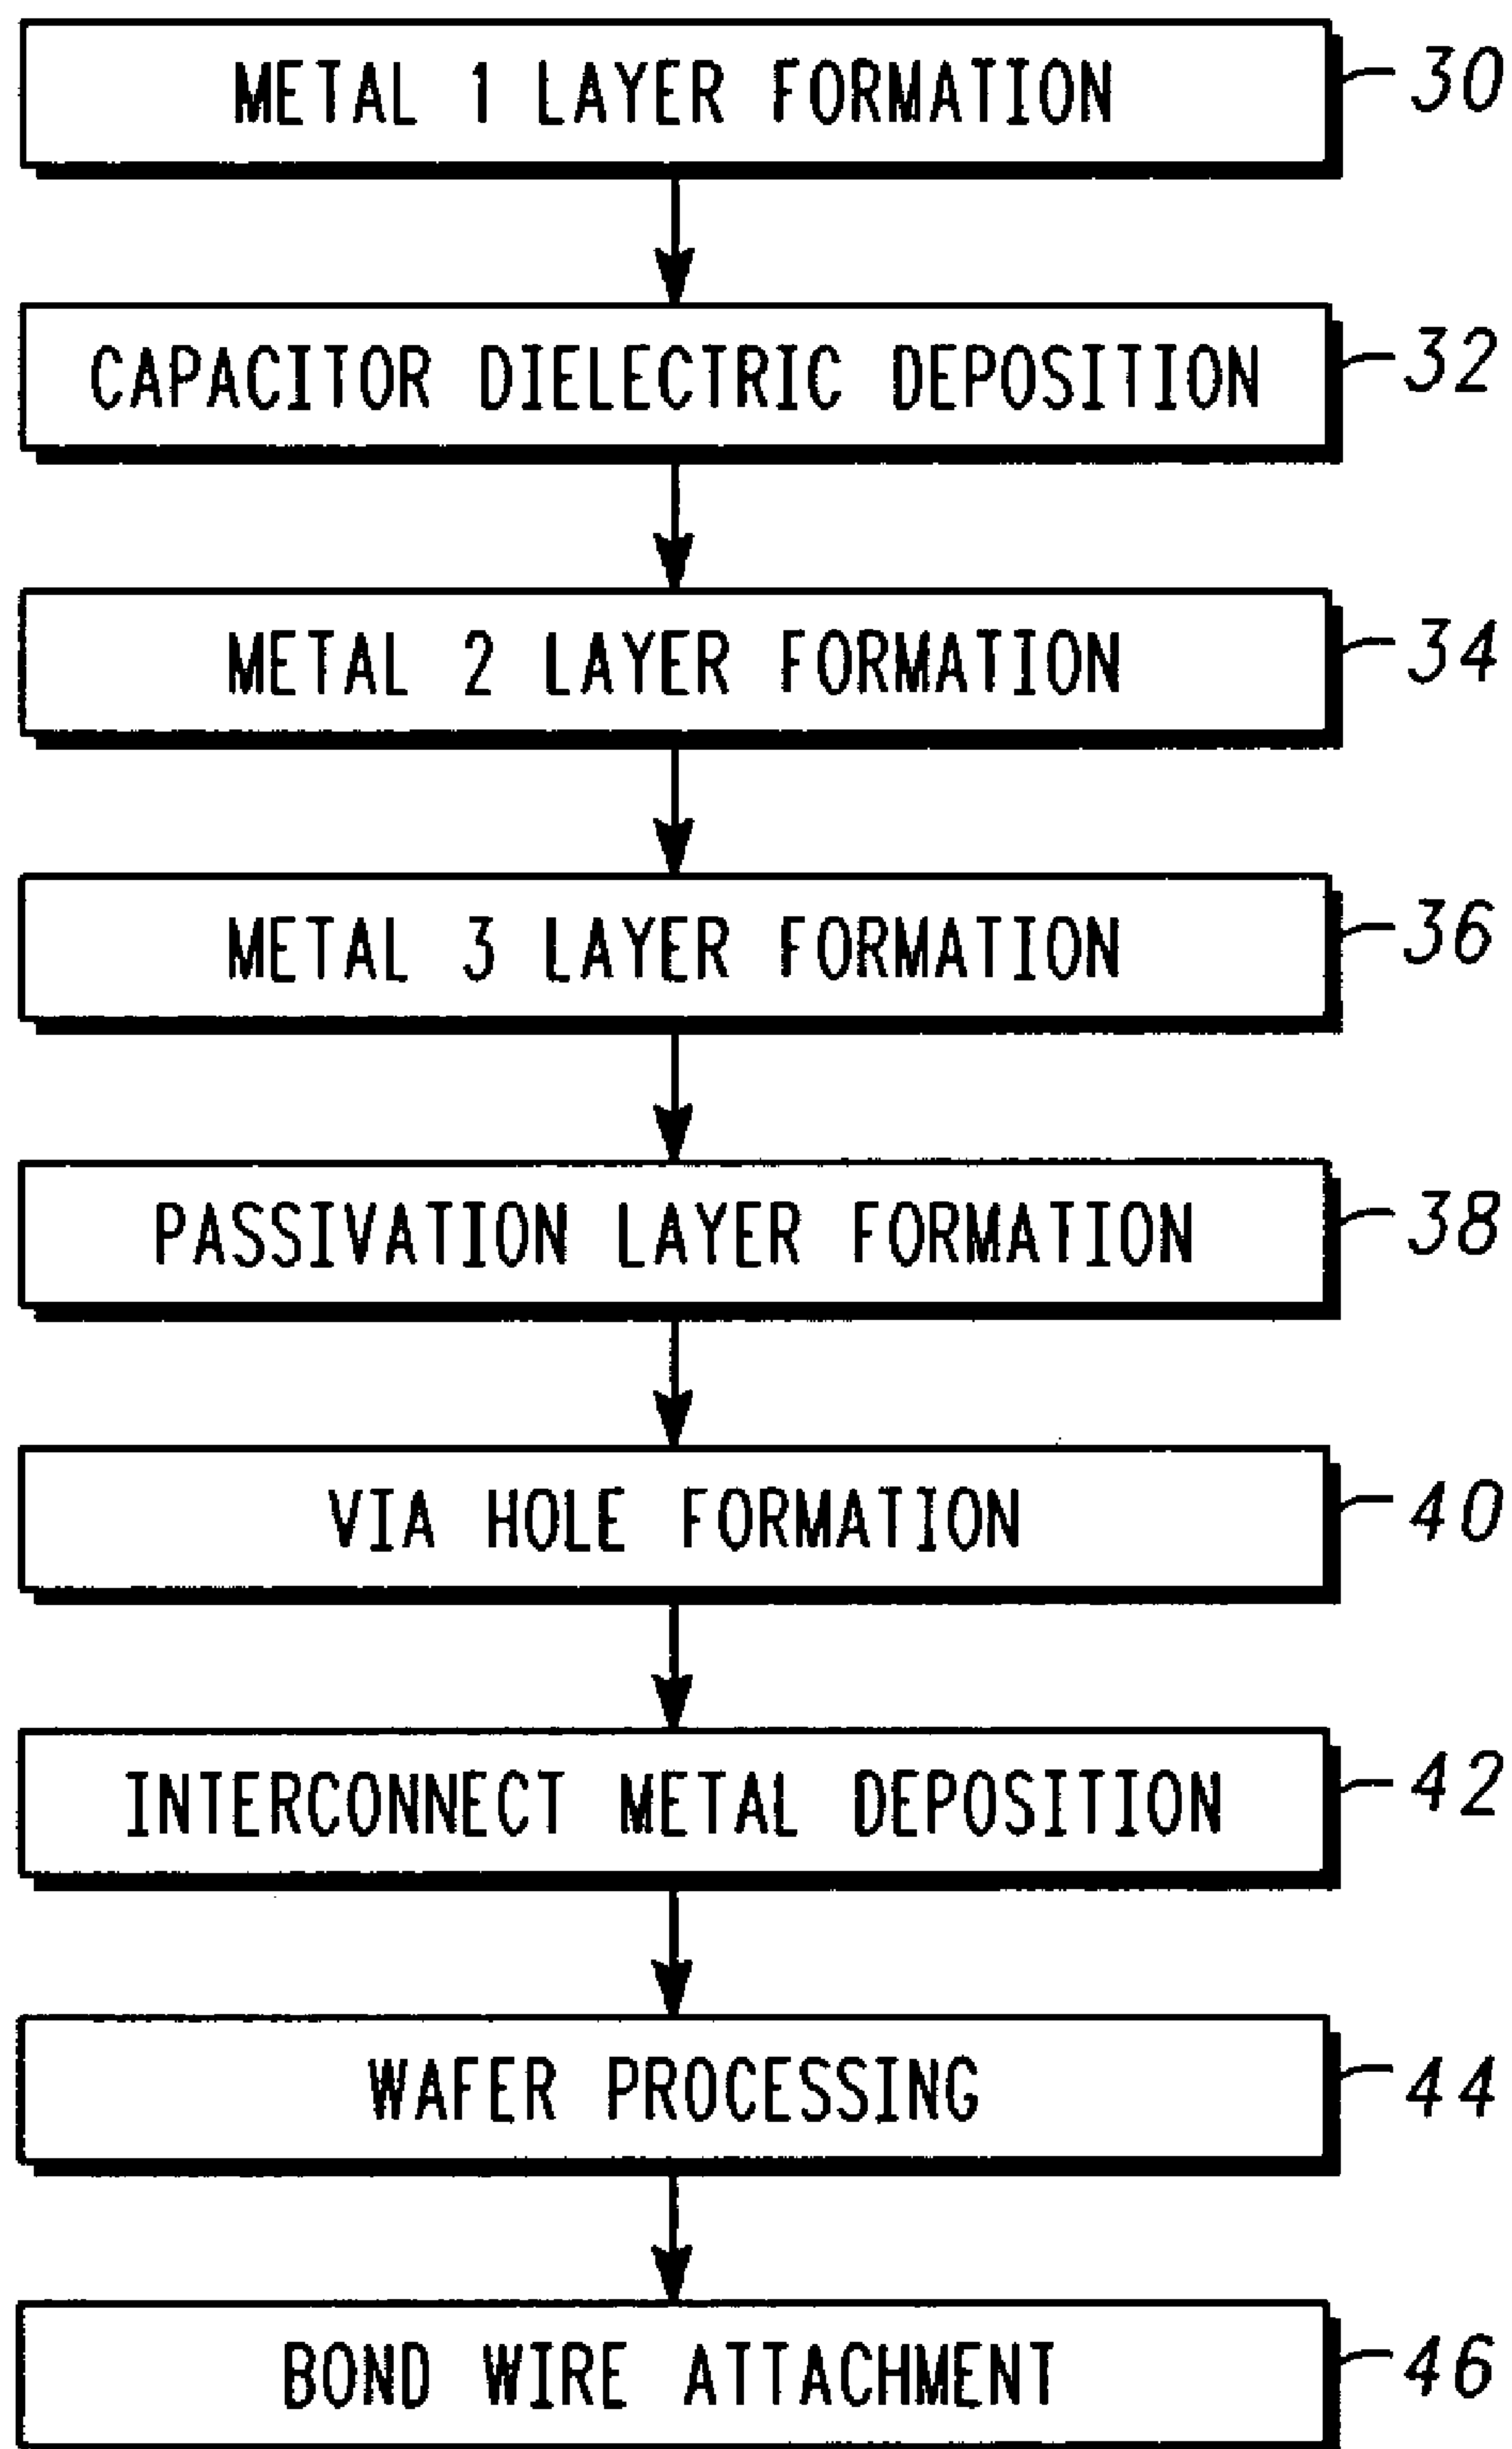 METAL 1 LAYER FORMATION 30
CAPACITOR DIELECTRIC DEPOSITION 32
METAL 2 LAYER FORMATION 34
METAL 3 LAYER FORMATION 36
PASSIVATION LAYER FORMATION 38
VIA HOLE FORMATION 40
INTERCONNECT METAL DEPOSITION 42
WAFER PROCESSING 44
BOND WIRE ATTACHMENT 46